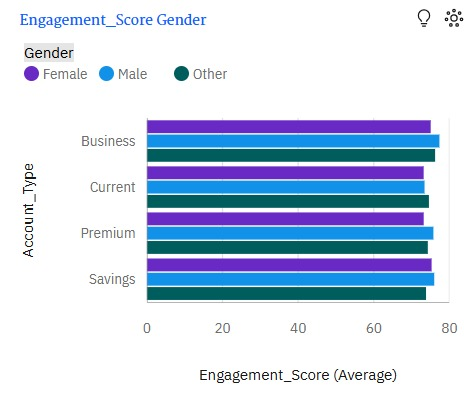 Engagement_Score Gender
Gender
Female Male Other
Account_Type
Business
Current
Premium
Savings
0 20 40 60 80
Engagement_Score (Average)